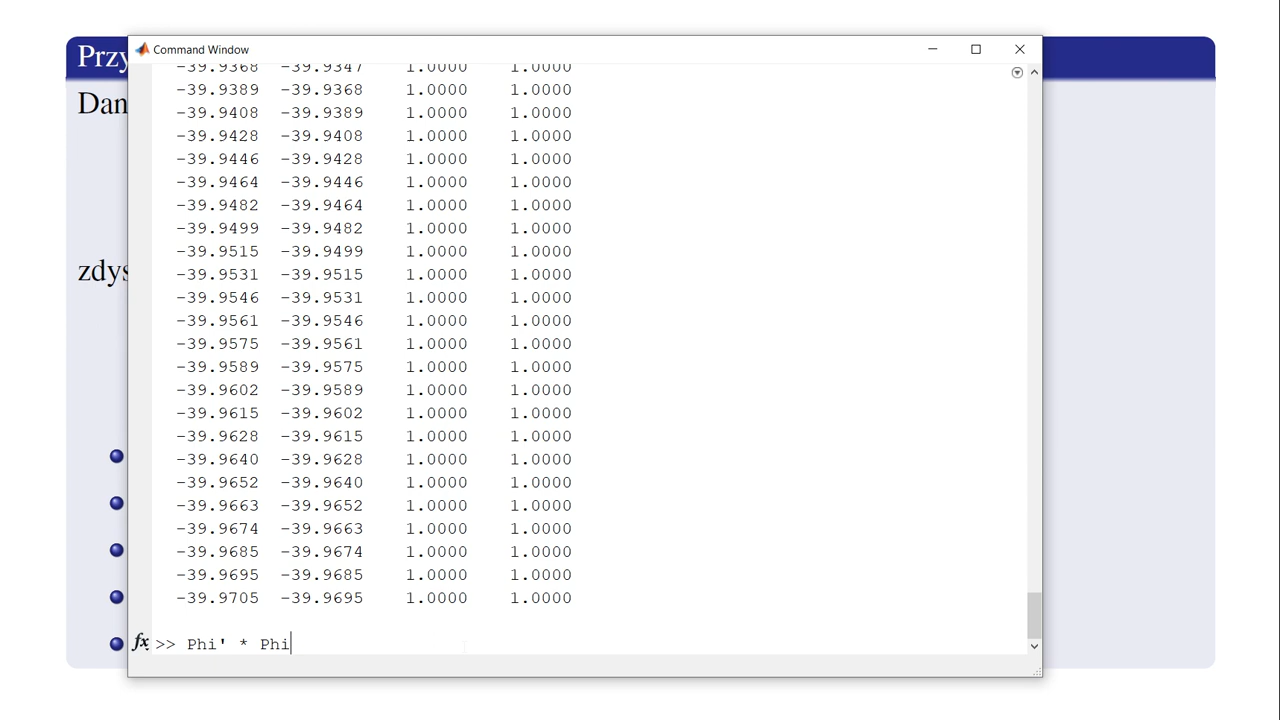 Przy
Dan
zdys
Command Window
-39.9368 -39.9347 1.0000 1.0000
-39.9389 -39.9368 1.0000 1.0000
-39.9408 -39.9389 1.0000 1.0000
-39.9428 -39.9408 1.0000 1.0000
-39.9446 -39.9428 1.0000 1.0000
-39.9464 -39.9446 1.0000 1.0000
-39.9482 -39.9464 1.0000 1.0000
-39.9499 -39.9482 1.0000 1.0000
-39.9515 -39.9499 1.0000 1.0000
-39.9531 -39.9515 1.0000 1.0000
-39.9546 -39.9531 1.0000 1.0000
-39.9561 -39.9546 1.0000 1.0000
-39.9575 -39.9561 1.0000 1.0000
-39.9589 -39.9575 1.0000 1.0000
-39.9602 -39.9589 1.0000 1.0000
-39.9615 -39.9602 1.0000 1.0000
-39.9628 -39.9615 1.0000 1.0000
-39.9640 -39.9628 1.0000 1.0000
-39.9652 -39.9640 1.0000 1.0000
-39.9663 -39.9652 1.0000 1.0000
-39.9674 -39.9663 1.0000 1.0000
-39.9685 -39.9674 1.0000 1.0000
-39.9695 -39.9685 1.0000 1.0000
-39.9705 -39.9695 1.0000 1.0000
fx >> Phi' * Phi